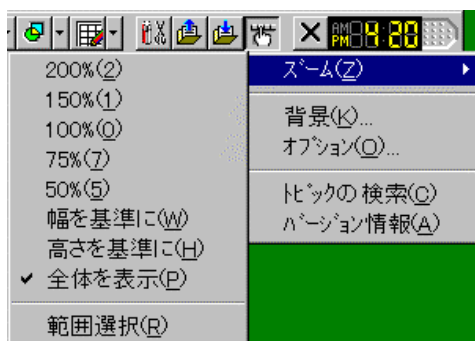 AM
PM 4:20
200%(2)
150%(1)
100%(0)
75%(7)
50%(5)
幅を基準に(W)
高さを基準に(H)
全体を表示(P)
範囲選択(R)
ｽﾞｰﾑ(Z)
背景(K)...
ｵﾌﾟｼｮﾝ(O)...
ﾄﾋﾟｯｸの検索(C)
ﾊﾞｰｼﾞｮﾝ情報(A)